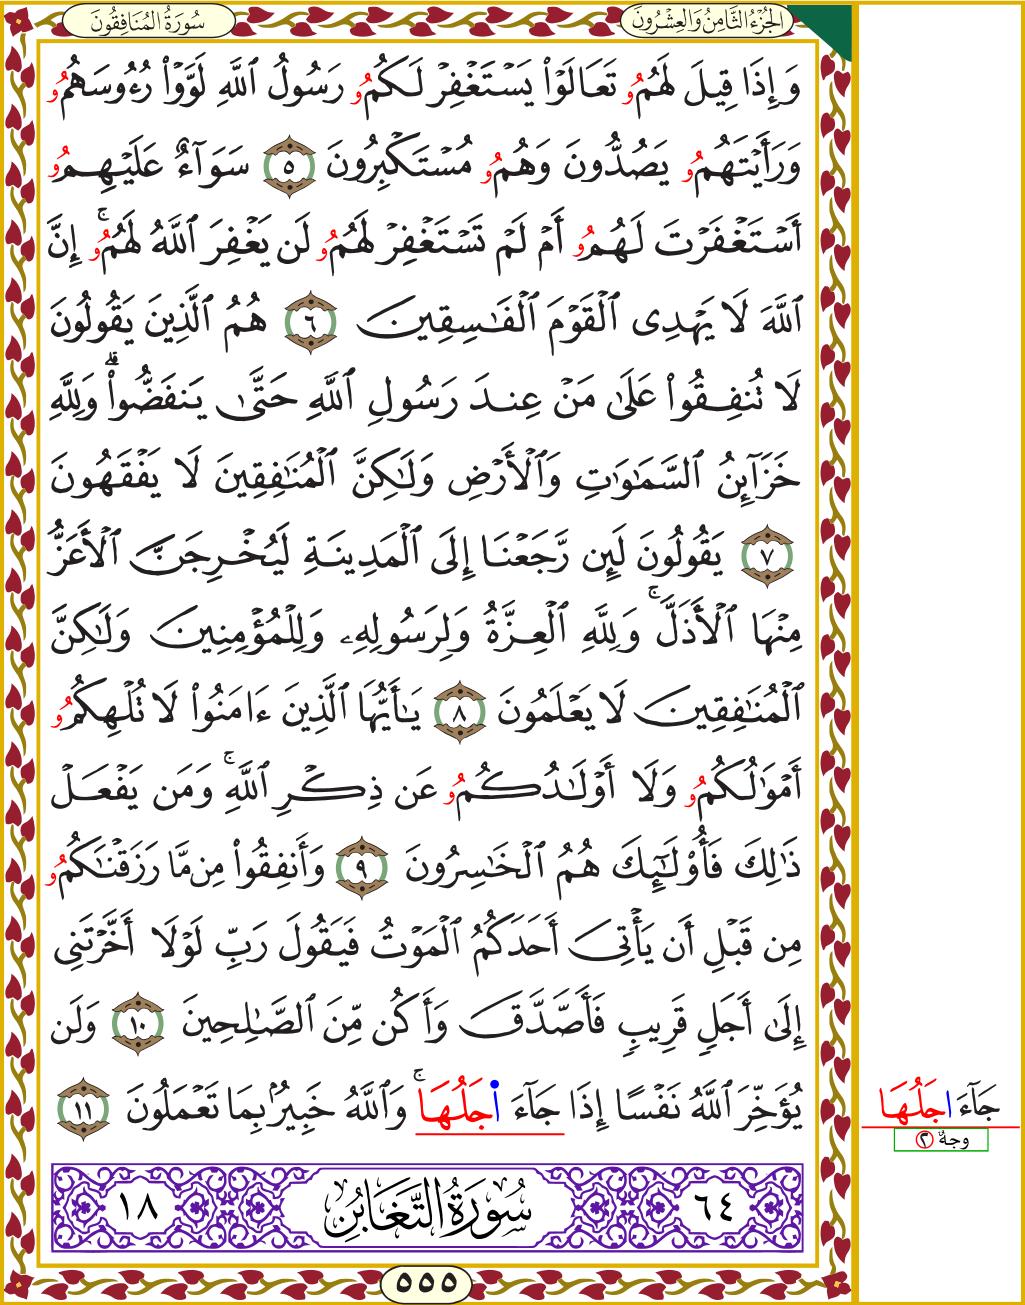 سُورَةُ المُنَافِقُونَ
الجُزْءُ الثَّامِنُ وَالعِشْرُونَ
وَإِذَا قِيلَ لَهُمُۥ تَعَالَوْا۟ يَسْتَغْفِرْ لَكُمُۥ رَسُولُ ٱللَّهِ لَوَّوْا۟ رُءُوسَهُمُۥ
وَرَأَيْتَهُمُۥ يَصُدُّونَ وَهُمُۥ مُسْتَكْبِرُونَ ٥ سَوَآءٌ عَلَيْهِمُۥ
أَسْتَغْفَرْتَ لَهُمُۥ أَمْ لَمْ تَسْتَغْفِرْ لَهُمُۥ لَن يَغْفِرَ ٱللَّهُ لَهُمُۥ ۚ إِنَّ
ٱللَّهَ لَا يَهْدِى ٱلْقَوْمَ ٱلْفَـٰسِقِينَ ٦ هُمُ ٱلَّذِينَ يَقُولُونَ
لَا تُنفِقُوا۟ عَلَىٰ مَنْ عِندَ رَسُولِ ٱللَّهِ حَتَّىٰ يَنفَضُّوا۟ ۗ وَلِلَّهِ
خَزَآئِنُ ٱلسَّمَـٰوَٰتِ وَٱلْأَرْضِ وَلَـٰكِنَّ ٱلْمُنَـٰفِقِينَ لَا يَفْقَهُونَ
٧ يَقُولُونَ لَئِن رَّجَعْنَا إِلَى ٱلْمَدِينَةِ لَيُخْرِجَنَّ ٱلْأَعَزُّ
مِنْهَا ٱلْأَذَلَّ ۚ وَلِلَّهِ ٱلْعِزَّةُ وَلِرَسُولِهِۦ وَلِلْمُؤْمِنِينَ وَلَـٰكِنَّ
ٱلْمُنَـٰفِقِينَ لَا يَعْلَمُونَ ٨ يَـٰأَيُّهَا ٱلَّذِينَ ءَامَنُوا۟ لَا تُلْهِكُمُۥ
أَمْوَٰلُكُمُۥ وَلَا أَوْلَـٰدُكُمُۥ عَن ذِكْرِ ٱللَّهِ ۚ وَمَن يَفْعَلْ
ذَٰلِكَ فَأُو۟لَـٰٓئِكَ هُمُ ٱلْخَـٰسِرُونَ ٩ وَأَنفِقُوا۟ مِن مَّا رَزَقْنَـٰكُمُۥ
مِن قَبْلِ أَن يَأْتِىَ أَحَدَكُمُ ٱلْمَوْتُ فَيَقُولَ رَبِّ لَوْلَا أَخَّرْتَنِى
إِلَىٰ أَجَلٍ قَرِيبٍ فَأَصَّدَّقَ وَأَكُن مِّنَ ٱلصَّـٰلِحِينَ ١٠ وَلَن
يُؤَخِّرَ ٱللَّهُ نَفْسًا إِذَا جَآءَ اجَلُهَا ۚ وَٱللَّهُ خَبِيرٌۢ بِمَا تَعْمَلُونَ ١١
جَآءَ اجَلُهَا
وجهٌ ٢
٦٤ سُورَةُ التَّغَابُنِ ١٨
٥٥٥